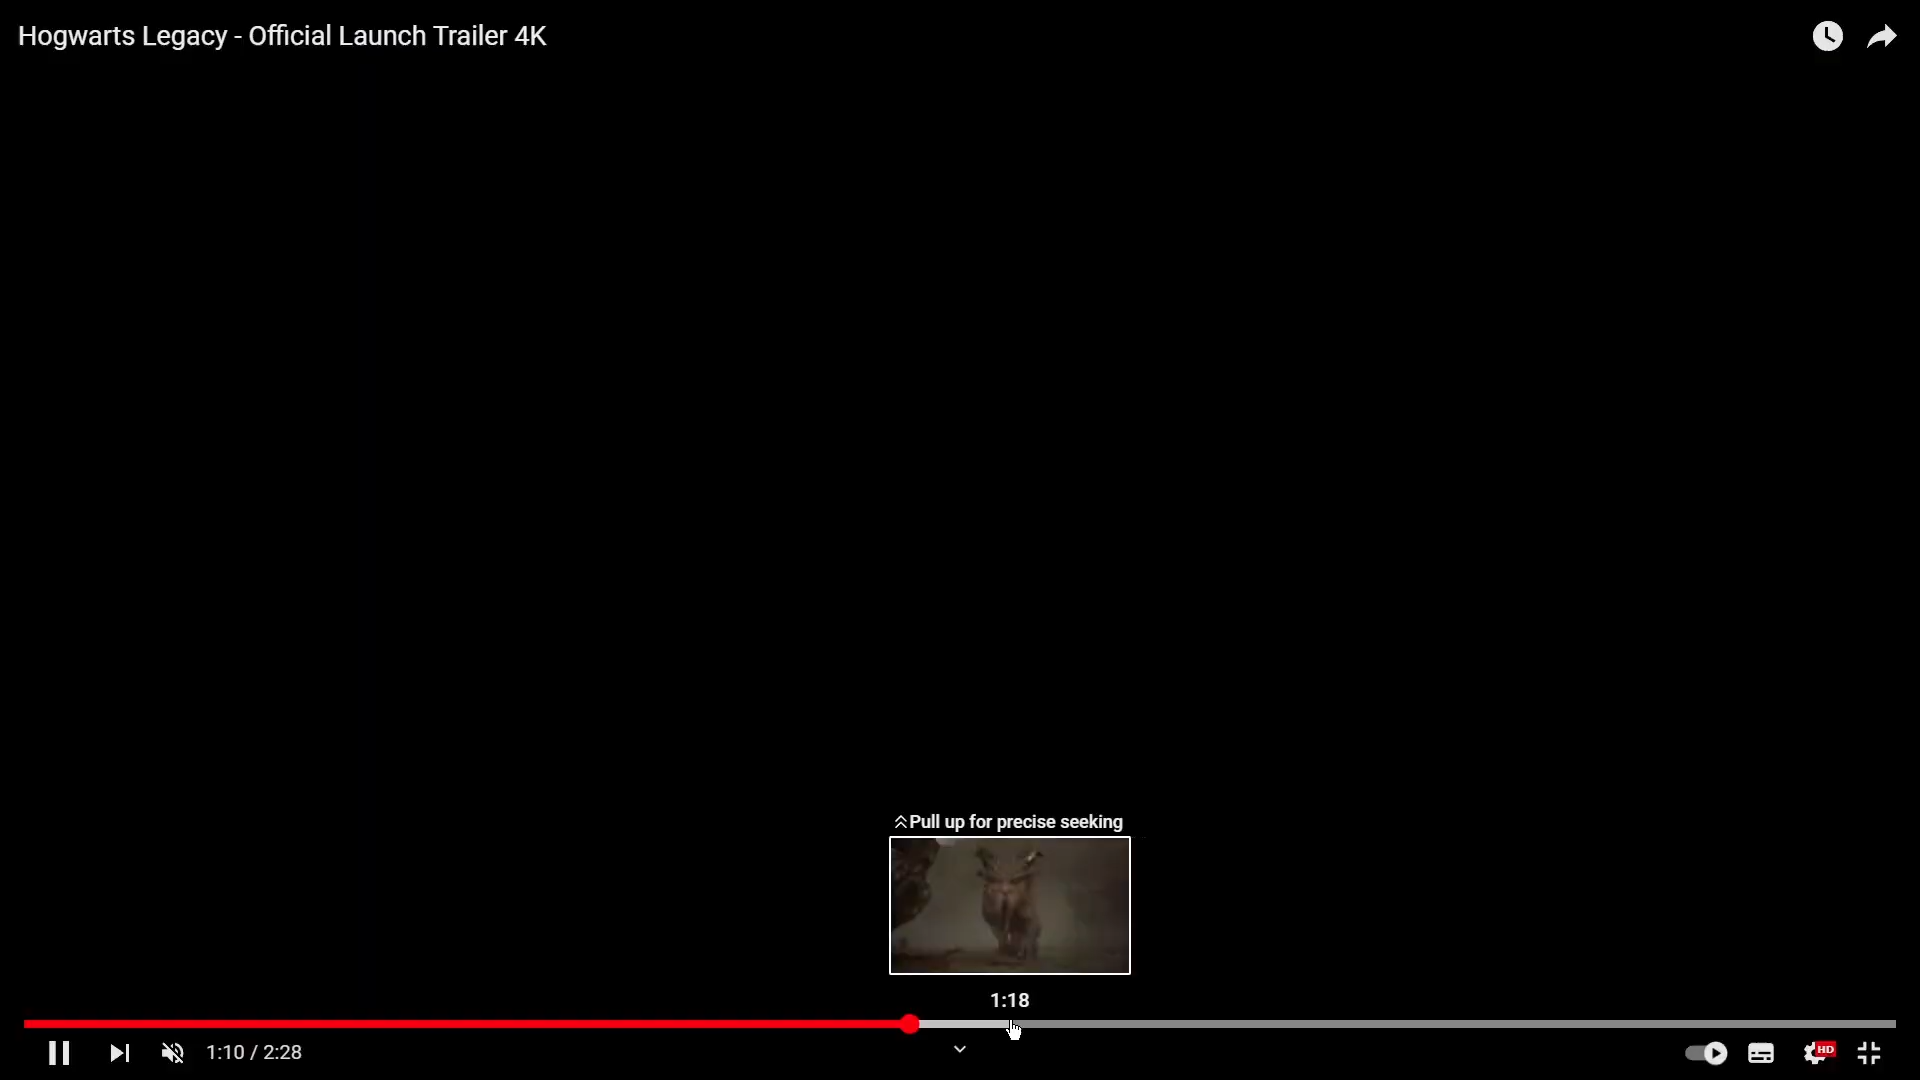 Hogwarts Legacy - Official Launch Trailer 4K
Pull up for precise seeking
1:18
1:10 / 2:28
HD